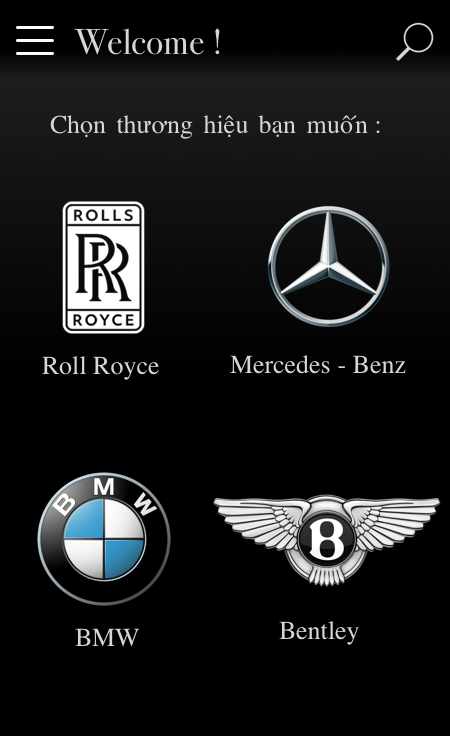 Welcome !
Chọn thương hiệu bạn muốn :
ROLLS
RR
ROYCE
Roll Royce
Mercedes - Benz
BMW
B
BMW
Bentley